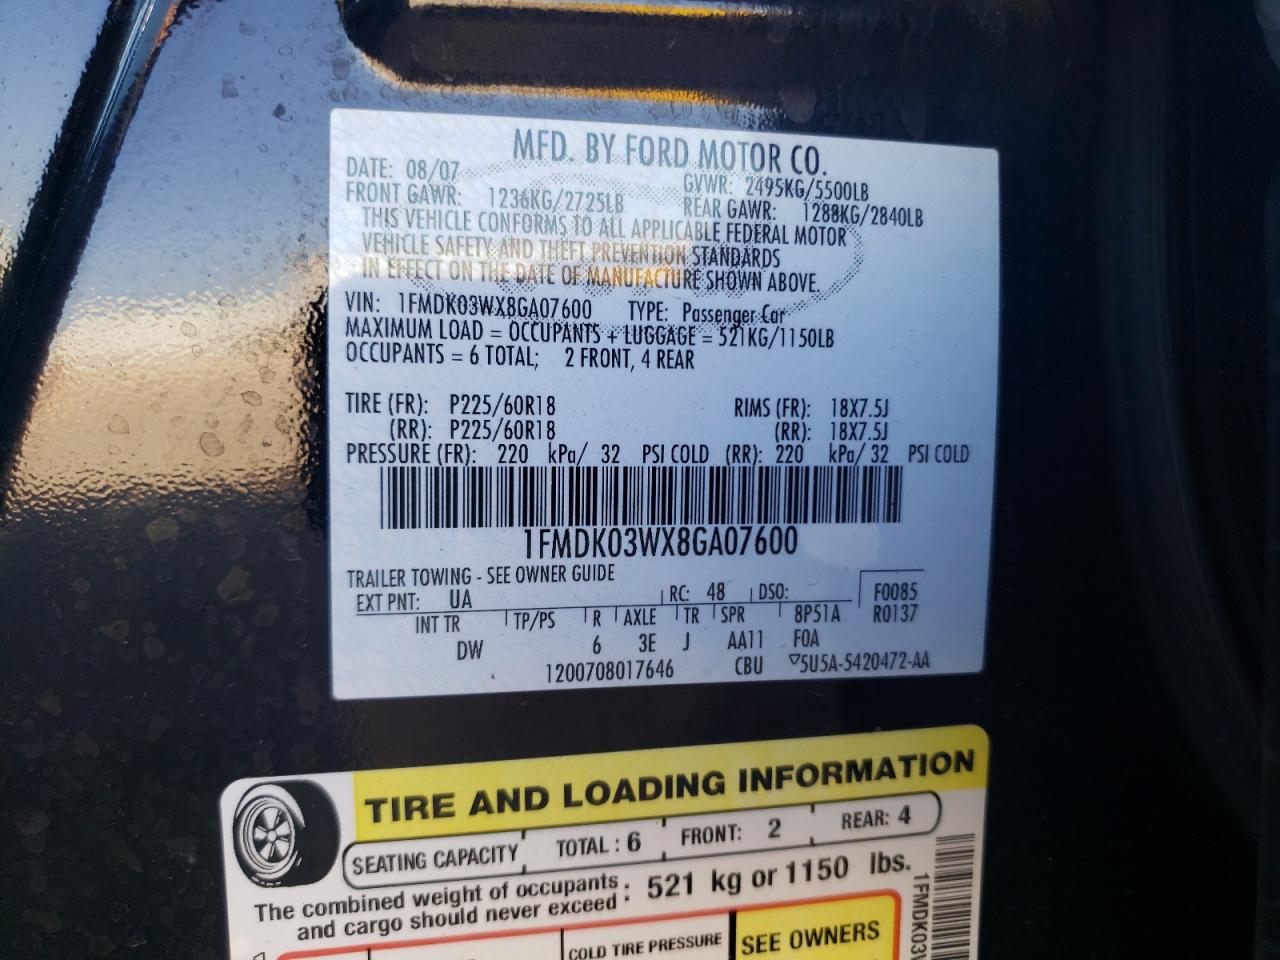 MFD. BY FORD MOTOR CO.
DATE: 08/07 GVWR: 2495KG/5500LB
FRONT GAWR: 1236KG/2725LB REAR GAWR: 1288KG/2840LB
THIS VEHICLE CONFORMS TO ALL APPLICABLE FEDERAL MOTOR
VEHICLE SAFETY AND THEFT PREVENTION STANDARDS
IN EFFECT ON THE DATE OF MANUFACTURE SHOWN ABOVE.
VIN: 1FMDK03WX8GA07600 TYPE: Passenger Car
MAXIMUM LOAD = OCCUPANTS + LUGGAGE = 521KG/1150LB
OCCUPANTS = 6 TOTAL; 2 FRONT, 4 REAR
TIRE (FR): P225/60R18 RIMS (FR): 18X7.5J
(RR): P225/60R18 (RR): 18X7.5J
PRESSURE (FR): 220 kPa/ 32 PSI COLD (RR): 220 kPa/ 32 PSI COLD
1FMDK03WX8GA07600
TRAILER TOWING - SEE OWNER GUIDE
EXT PNT: UA RC: 48 DSO: F0085
INT TR TP/PS R AXLE TR SPR 8P51A R0137
DW 6 3E J AA11 F0A
1200708017646 CBU ▽5U5A-5420472-AA
TIRE AND LOADING INFORMATION
SEATING CAPACITY TOTAL : 6 FRONT: 2 REAR: 4
The combined weight of occupants
and cargo should never exceed : 521 kg or 1150 lbs.
COLD TIRE PRESSURE
SEE OWNERS
1FMDK03